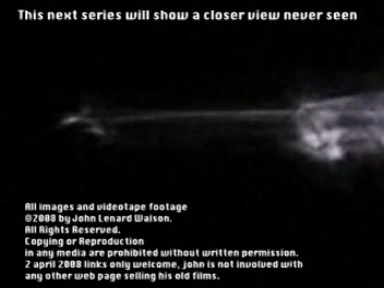 This next series will show a closer view never seen
All images and videotape footage
©2008 by John Lenard Walson.
All Rights Reserved.
Copying or Reproduction
in any media are prohibited without written permission.
2 april 2008 links only welcome, john is not involved with
any other web page selling his old films.